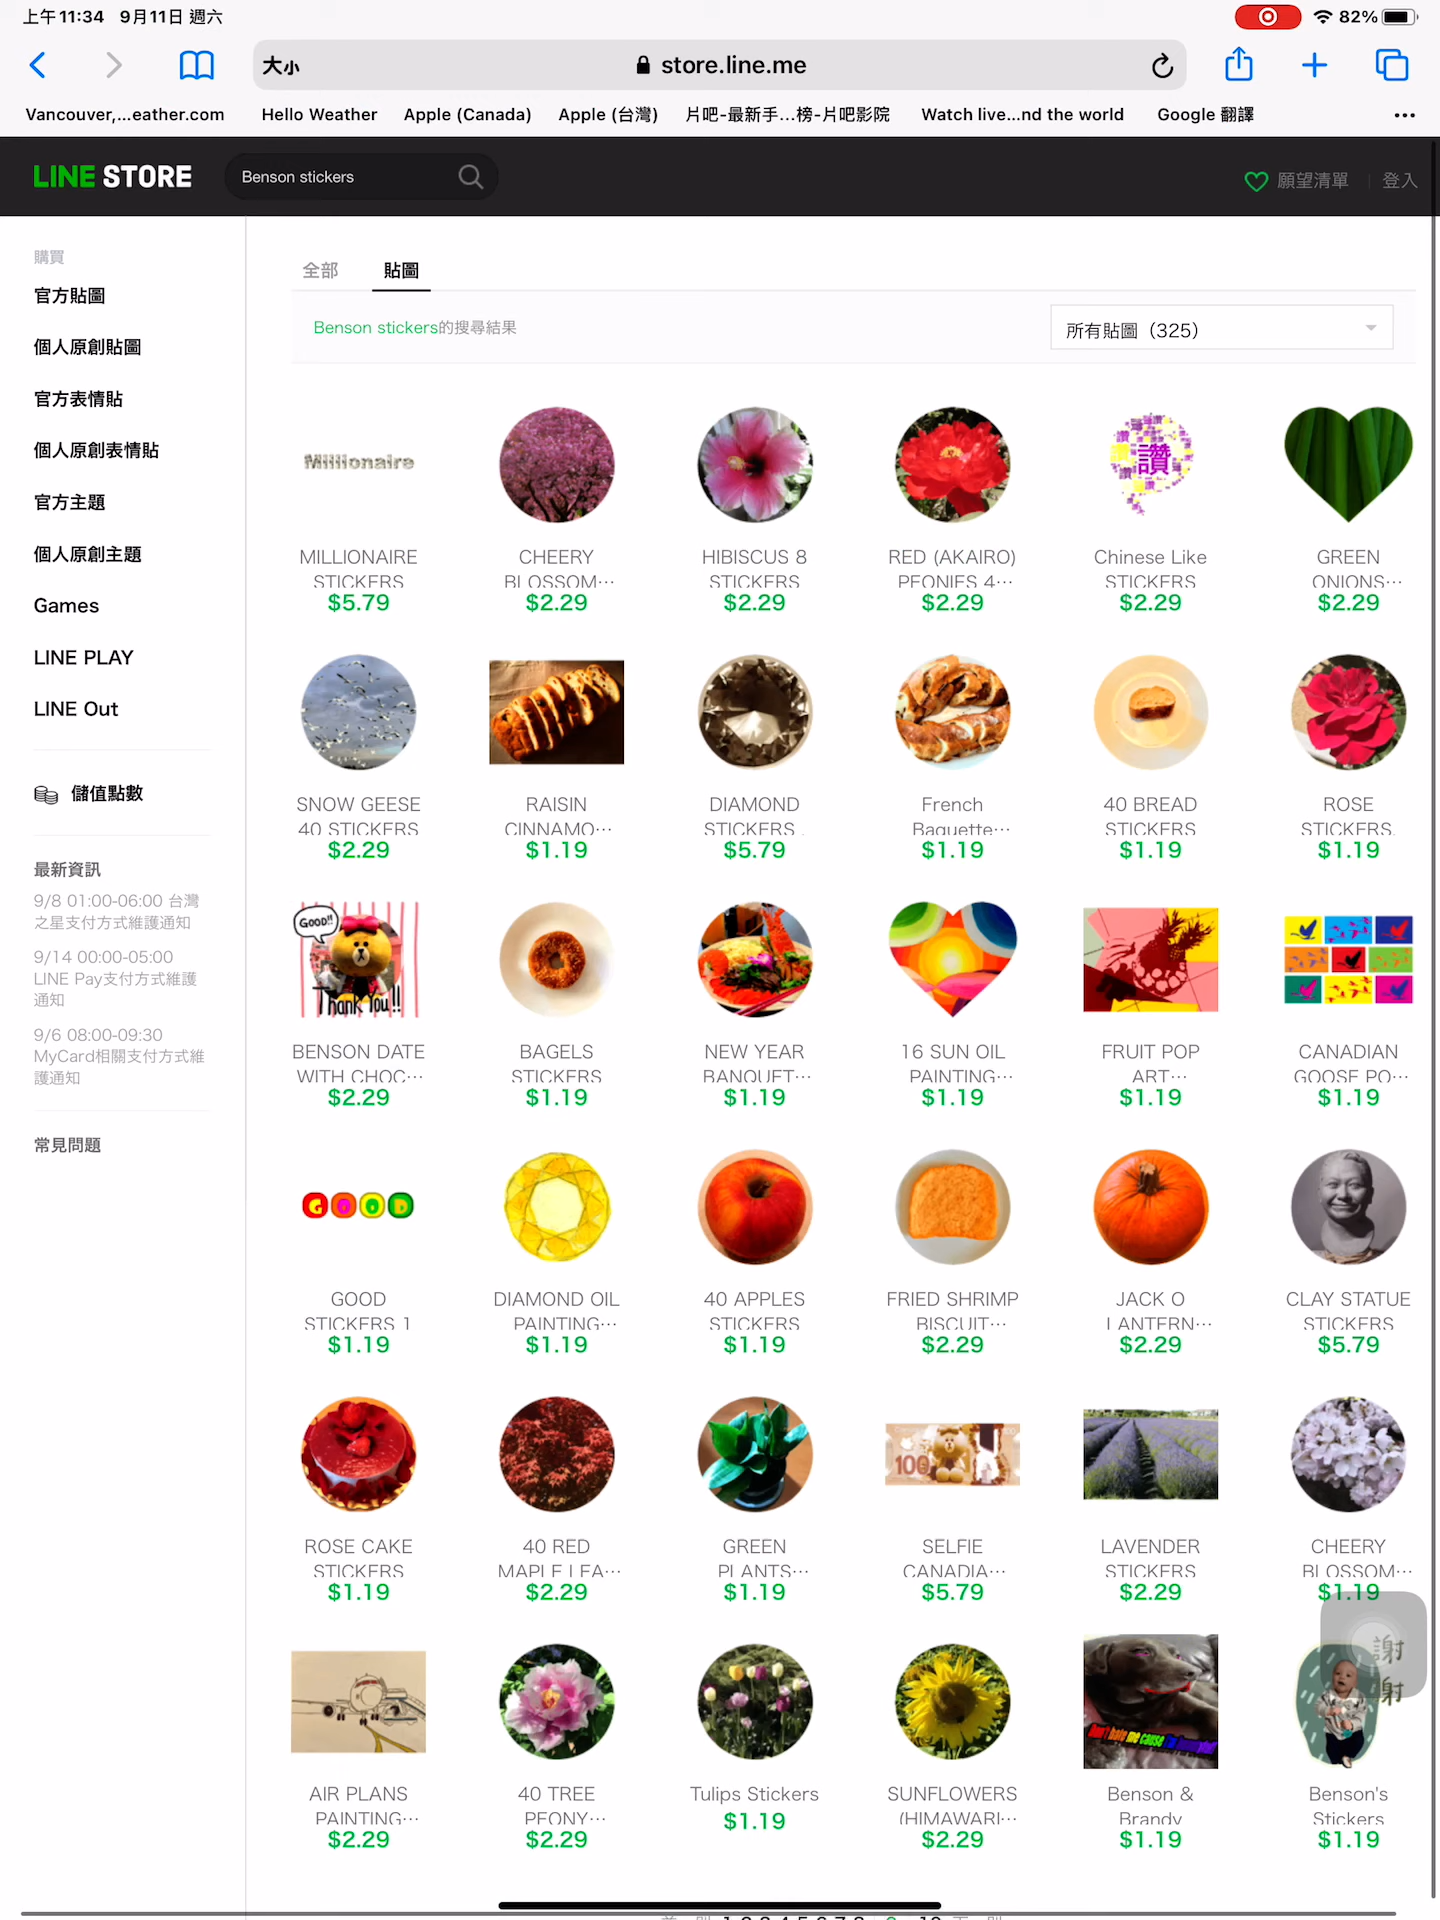 上午11:34 9月11日 週六
82%
大小
store.line.me
Vancouver,...eather.com Hello Weather Apple (Canada) Apple (台灣) 片吧-最新手...榜-片吧影院 Watch live...nd the world Google 翻譯
LINE STORE
Benson stickers
願望清單
登入
購買
官方貼圖
個人原創貼圖
官方表情貼
個人原創表情貼
官方主題
個人原創主題
Games
LINE PLAY
LINE Out
儲值點數
最新資訊
9/8 01:00-06:00 台灣
之星支付方式維護通知
9/14 00:00-05:00
LINE Pay支付方式維護
通知
9/6 08:00-09:30
MyCard相關支付方式維
護通知
常見問題
全部 貼圖
Benson stickers的搜尋結果
所有貼圖（325）
Millionaire
讚
MILLIONAIRE
STICKERS
$5.79
CHEERY
BLOSSOM…
$2.29
HIBISCUS 8
STICKERS
$2.29
RED (AKAIRO)
PEONIES 4…
$2.29
Chinese Like
STICKERS
$2.29
GREEN
ONIONS…
$2.29
SNOW GEESE
40 STICKERS
$2.29
RAISIN
CINNAMO…
$1.19
DIAMOND
STICKERS .
$5.79
French
Baguette…
$1.19
40 BREAD
STICKERS
$1.19
ROSE
STICKERS.
$1.19
GOOD!!
Thank You!!
BENSON DATE
WITH CHOC…
$2.29
BAGELS
STICKERS
$1.19
NEW YEAR
BANQUET…
$1.19
16 SUN OIL
PAINTING…
$1.19
FRUIT POP
ART…
$1.19
CANADIAN
GOOSE PO…
$1.19
GOOD
GOOD
STICKERS 1
$1.19
DIAMOND OIL
PAINTING…
$1.19
40 APPLES
STICKERS
$1.19
FRIED SHRIMP
BISCUIT…
$2.29
JACK O
LANTERN…
$2.29
CLAY STATUE
STICKERS
$5.79
100
ROSE CAKE
STICKERS
$1.19
40 RED
MAPLE LEA…
$2.29
GREEN
PLANTS…
$1.19
SELFIE
CANADIA…
$5.79
LAVENDER
STICKERS
$2.29
CHEERY
BLOSSOM…
$1.19
謝
謝
AIR PLANS
PAINTING…
$2.29
40 TREE
PEONY…
$2.29
Tulips Stickers
$1.19
SUNFLOWERS
(HIMAWARI…
$2.29
Benson &
Brandy
$1.19
Benson's
Stickers
$1.19